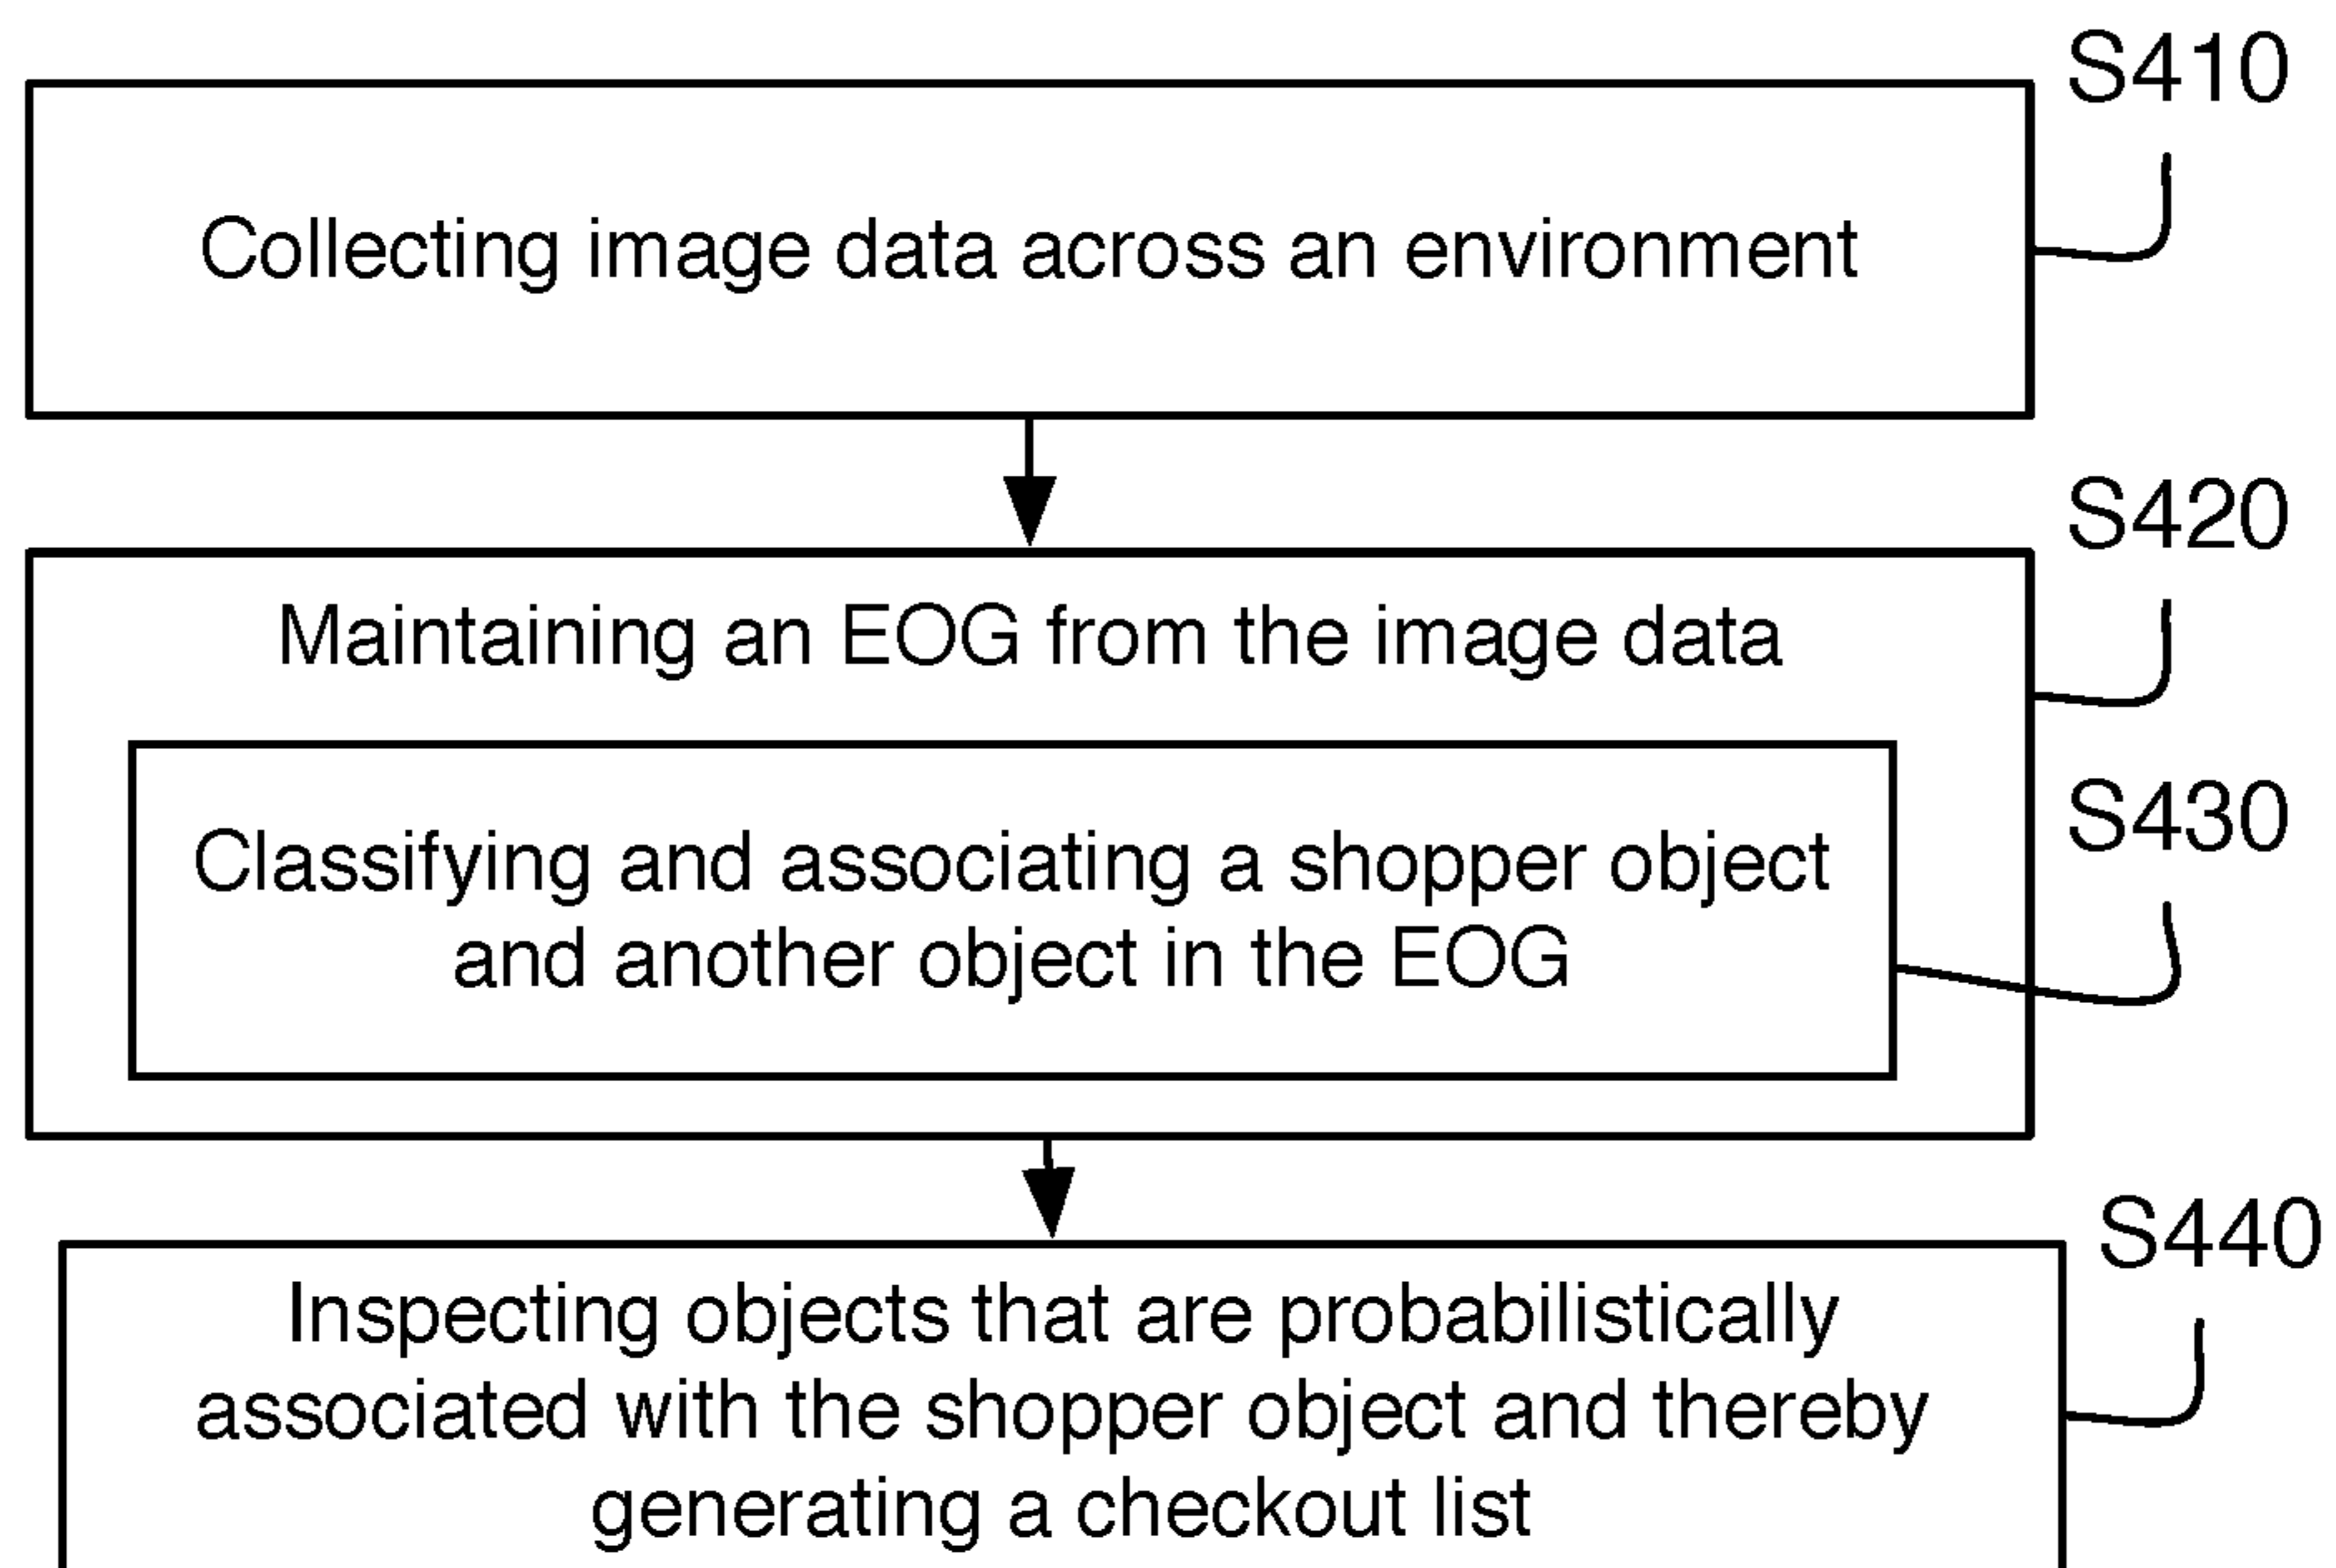 S410
Collecting image data across an environment
S420
Maintaining an EOG from the image data
S430
Classifying and associating a shopper object
and another object in the EOG
S440
Inspecting objects that are probabilistically
associated with the shopper object and thereby
generating a checkout list